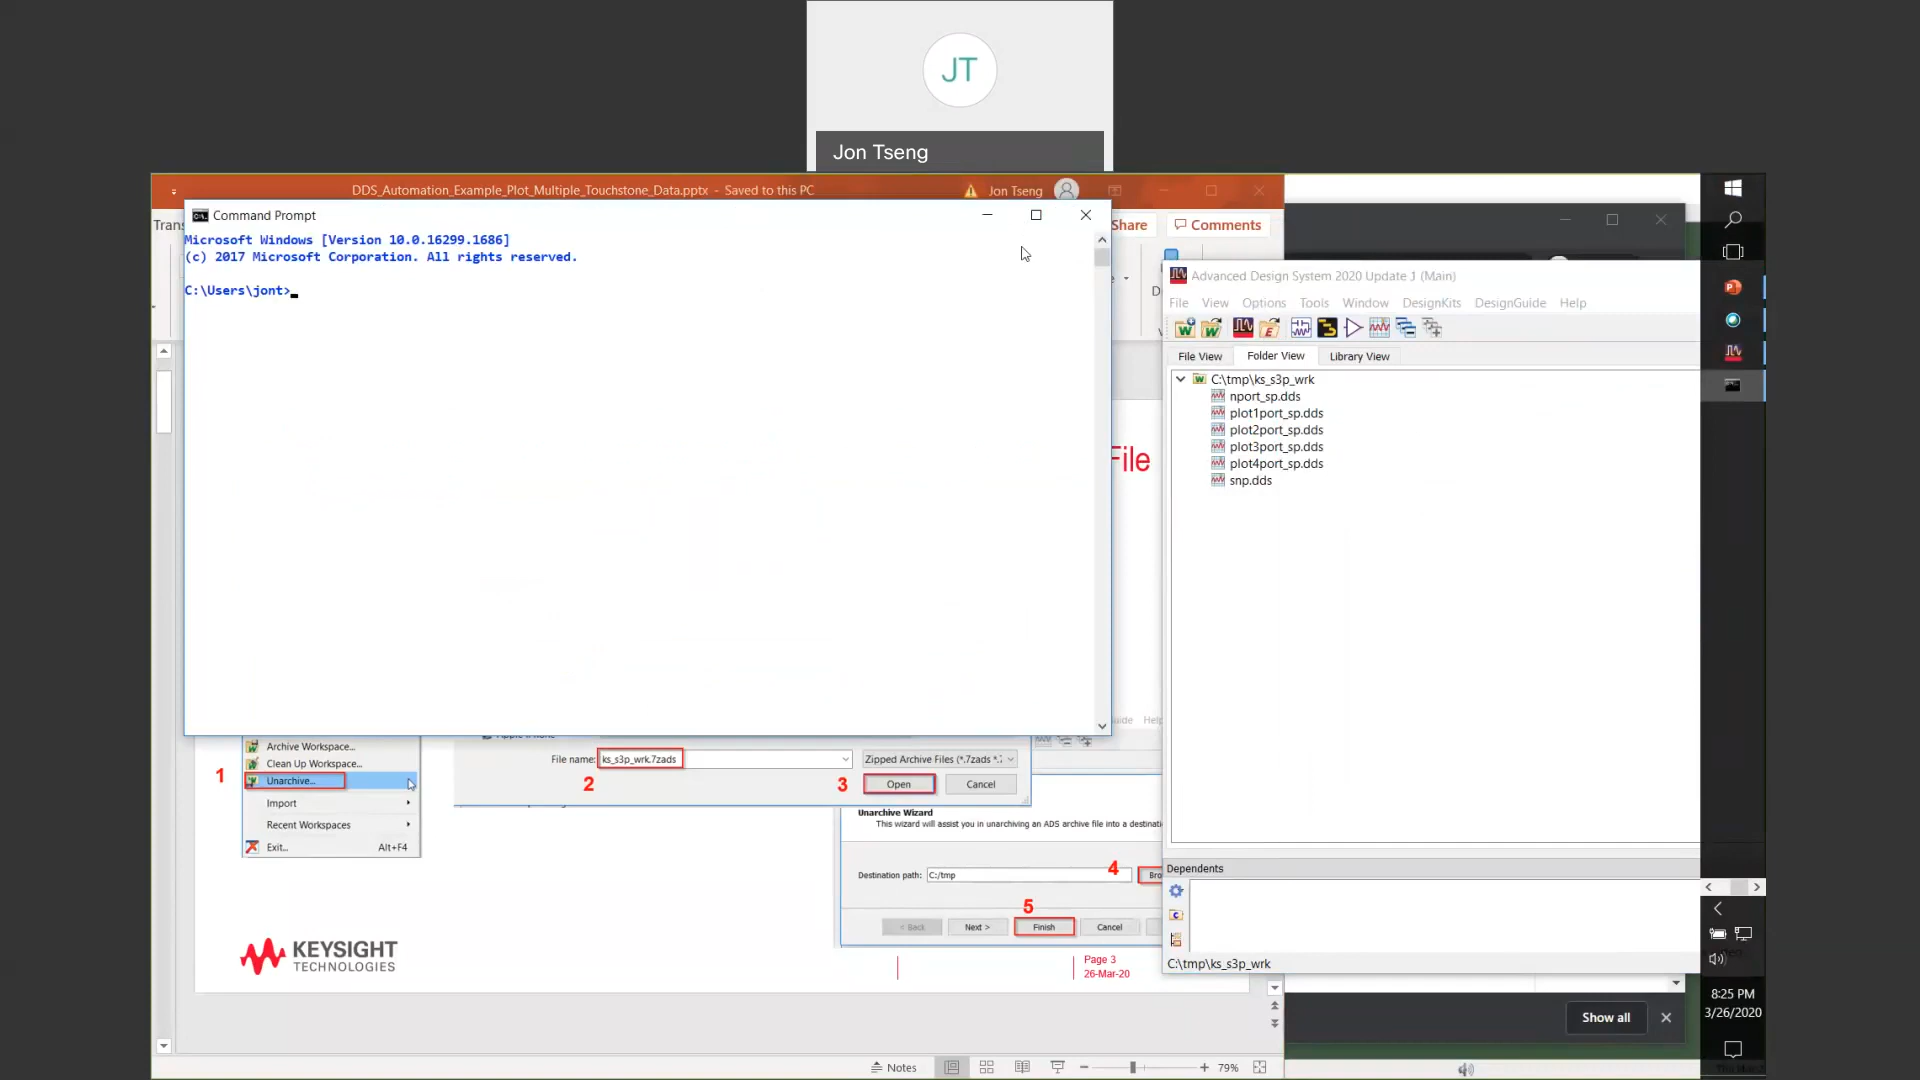 JT
Jon Tseng
DDS_Automation_Example_Plot_Multiple_Touchstone_Data.pptx - Saved to this PC
Jon Tseng
Tran
Share
Comments
Command Prompt
Microsoft Windows [Version 10.0.16299.1686]
(c) 2017 Microsoft Corporation. All rights reserved.
C:\Users\jont>
File
Archive Workspace...
Clean Up Workspace...
1
Unarchive...
Import
Recent Workspaces
Exit...
Alt+F4
File name:
ks_s3p_wrk.7zads
Zipped Archive Files (*.7zads *.
2
3
Open
Cancel
Unarchive Wizard
This wizard will assist you in unarchiving an ADS archive file into a destinati
Destination path:
C:/tmp
4
Bro
5
< Back
Next >
Finish
Cancel
KEYSIGHT
TECHNOLOGIES
Page 3
26-Mar-20
Notes
79%
Advanced Design System 2020 Update 1 (Main)
File View Options Tools Window DesignKits DesignGuide Help
File View
Folder View
Library View
C:\tmp\ks_s3p_wrk
nport_sp.dds
plot1port_sp.dds
plot2port_sp.dds
plot3port_sp.dds
plot4port_sp.dds
snp.dds
Dependents
C:\tmp\ks_s3p_wrk
Show all
8:25 PM
3/26/2020